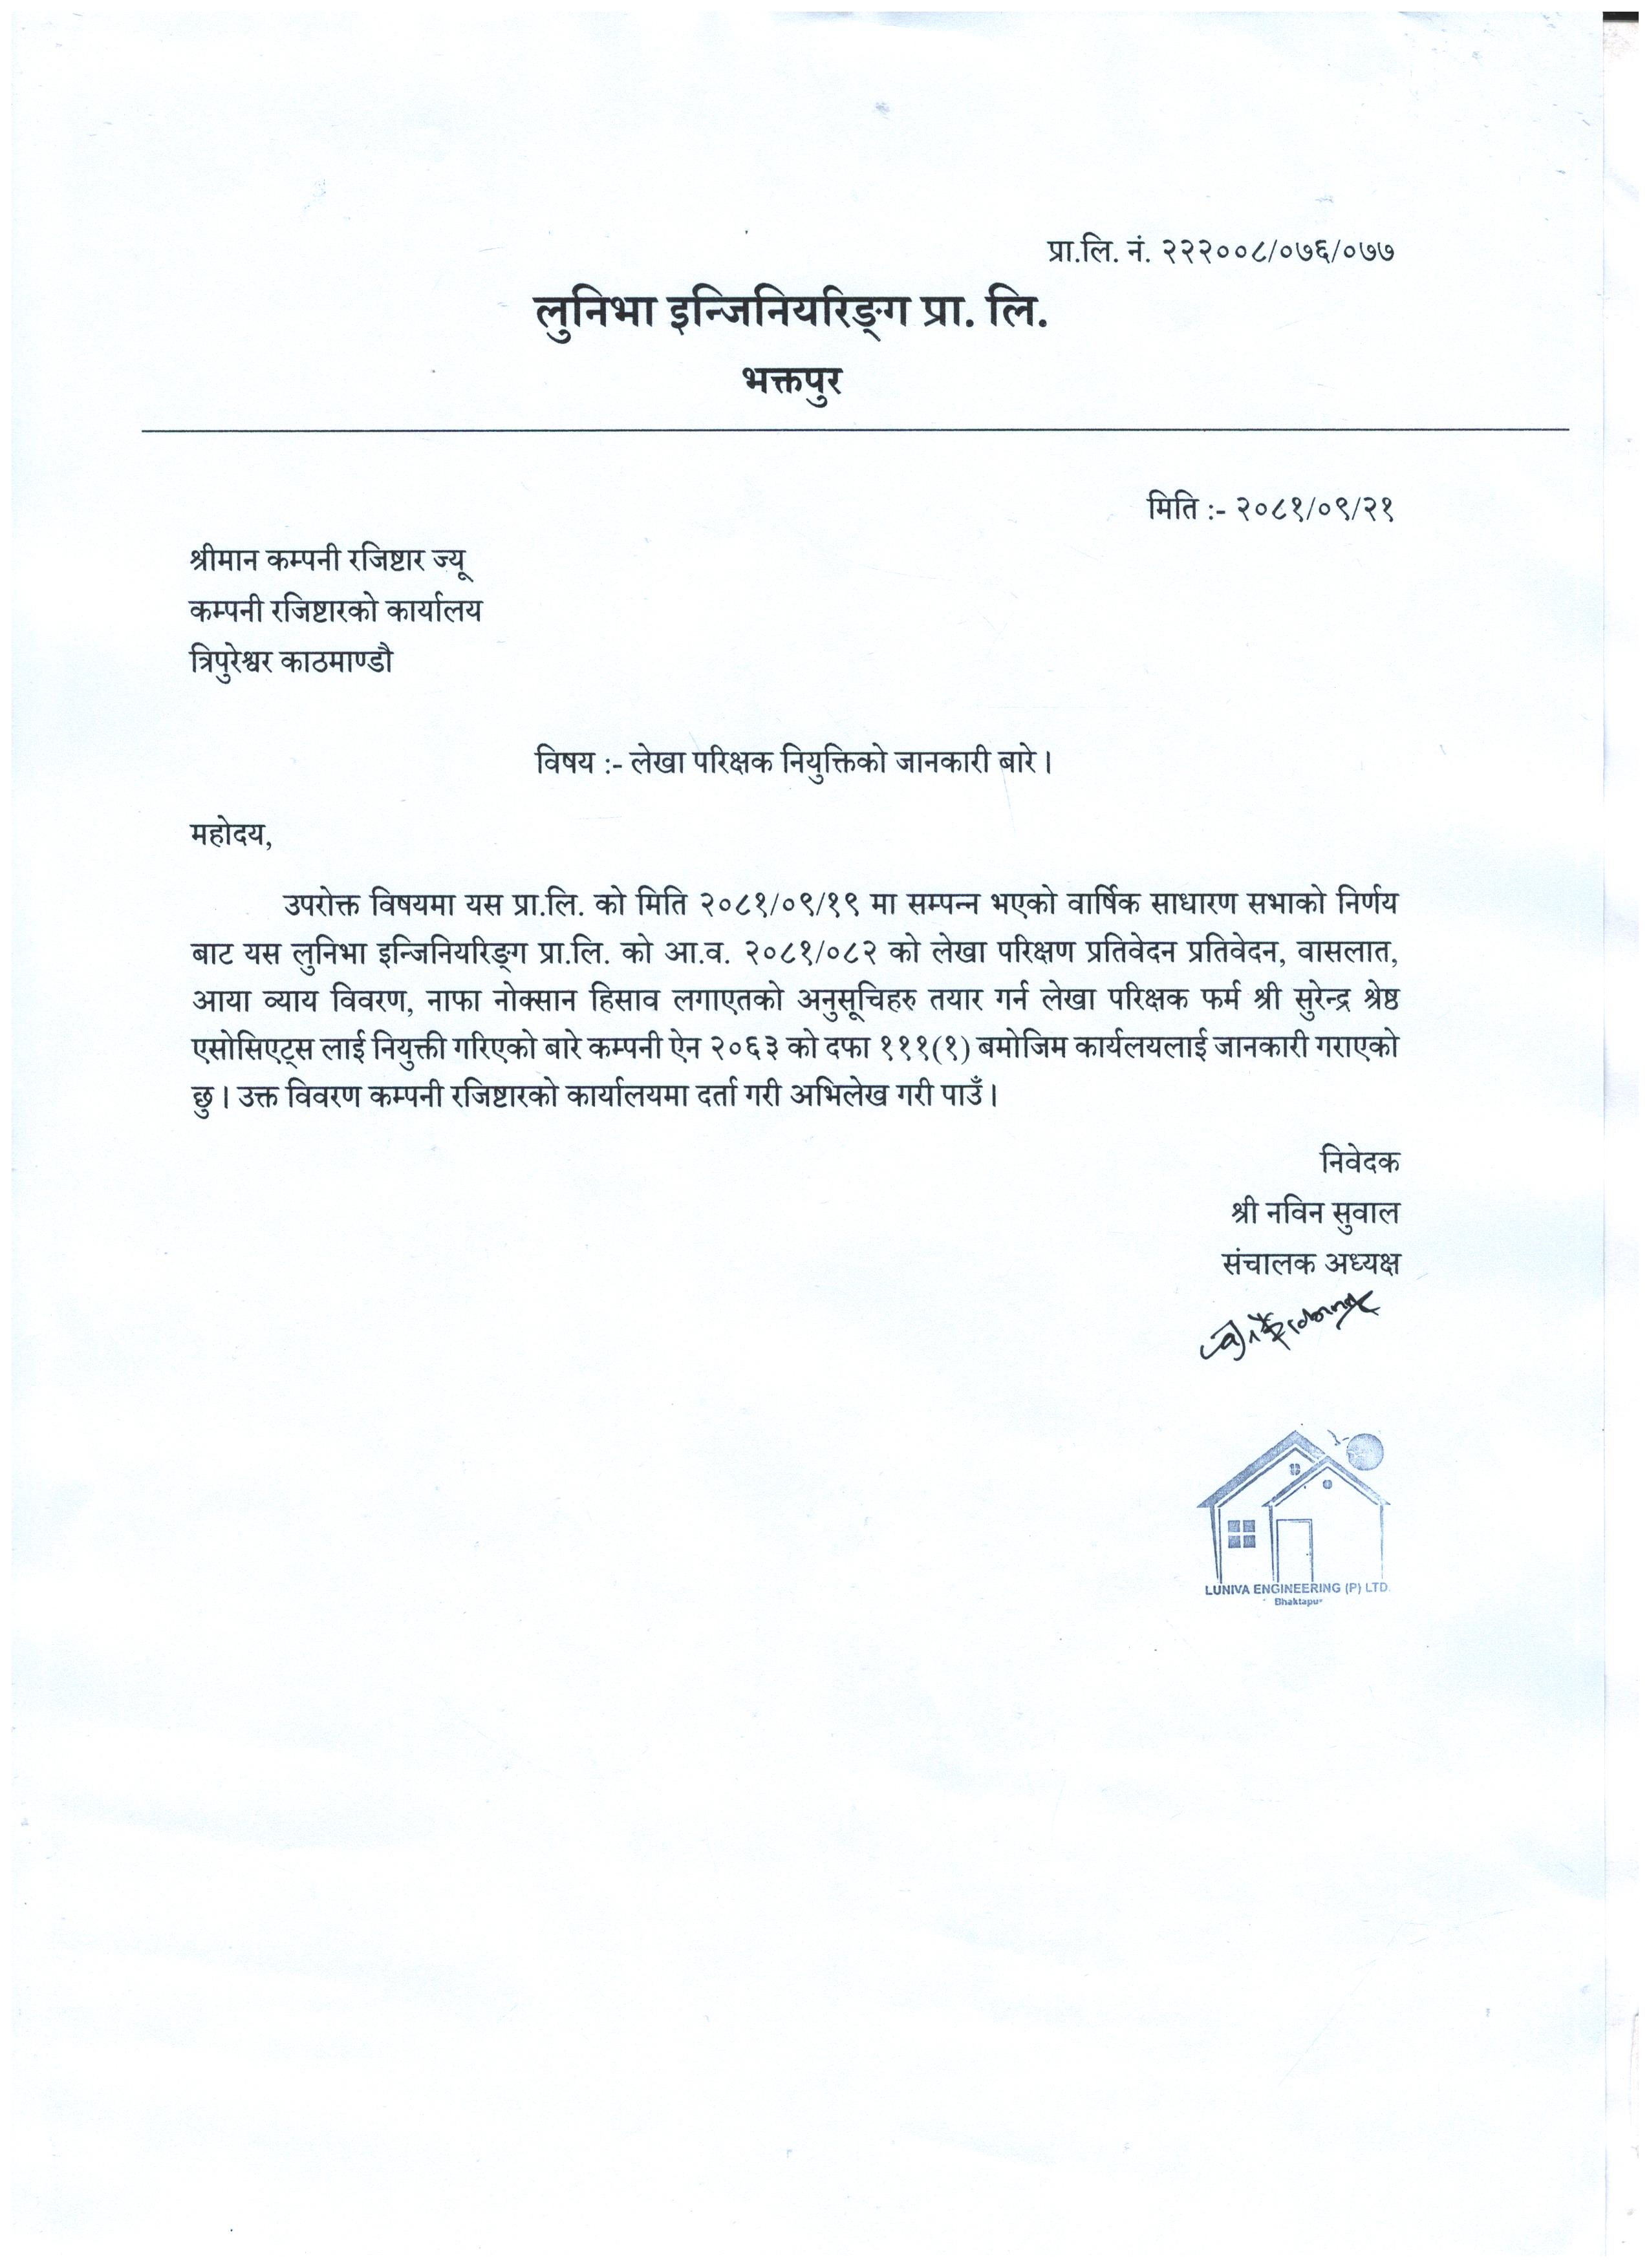 प्रा.लि. नं. २२२००८/०७६/०७७
लुनिभा इन्जिनियरिङ्ग प्रा. लि.
भक्तपुर
मिति :- २०८१/०९/२१
श्रीमान कम्पनी रजिष्टार ज्यू
कम्पनी रजिष्टारको कार्यालय
त्रिपुरेश्वर काठमाण्डौ
विषय :- लेखा परिक्षक नियुक्तिको जानकारी बारे ।
महोदय,
उपरोक्त विषयमा यस प्रा.लि. को मिति २०८१/०९/१९ मा सम्पन्न भएको वार्षिक साधारण सभाको निर्णय
बाट यस लुनिभा इन्जिनियरिङ्ग प्रा.लि. को आ.व. २०८१/०८२ को लेखा परिक्षण प्रतिवेदन प्रतिवेदन, वासलात,
आया व्याय विवरण, नाफा नोक्सान हिसाव लगाएतको अनुसूचिहरु तयार गर्न लेखा परिक्षक फर्म श्री सुरेन्द्र श्रेष्ठ
एसोसिएट्स लाई नियुक्ती गरिएको बारे कम्पनी ऐन २०६३ को दफा १११(१) बमोजिम कार्यलयलाई जानकारी गराएको
छु । उक्त विवरण कम्पनी रजिष्टारको कार्यालयमा दर्ता गरी अभिलेख गरी पाउँ ।
निवेदक
श्री नविन सुवाल
संचालक अध्यक्ष
LUNIVA ENGINEERING (P) LTD.
Bhaktapur